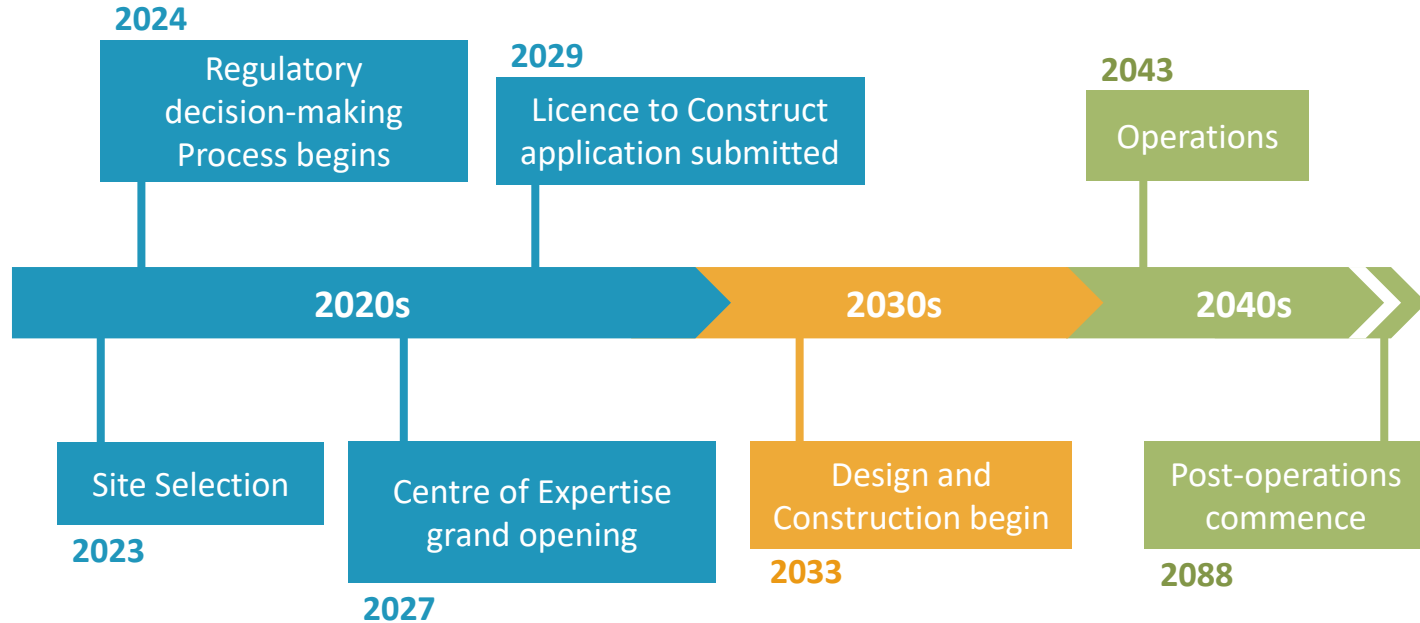 2024
Regulatory
decision-making
Process begins
2029
Licence to Construct
application submitted
2043
Operations
2020s
2030s
2040s
Site Selection
2023
Centre of Expertise
grand opening
2027
Design and
Construction begin
2033
Post-operations
commence
2088